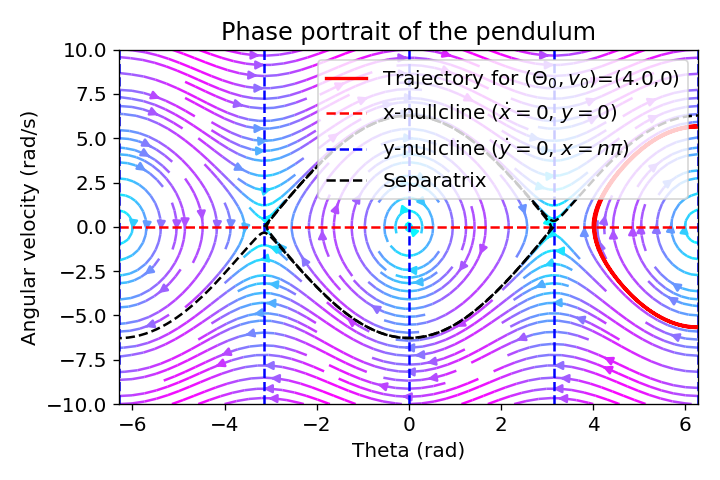 Phase portrait of the pendulum
10.0
7.5
5.0
2.5
0.0
−2.5
−5.0
−7.5
−10.0
Angular velocity (rad/s)
Trajectory for (Θ₀, v₀)=(4.0,0)
x-nullcline (ẋ = 0, y = 0)
y-nullcline (ẏ = 0, x = nπ)
Separatrix
−6 −4 −2 0 2 4 6
Theta (rad)